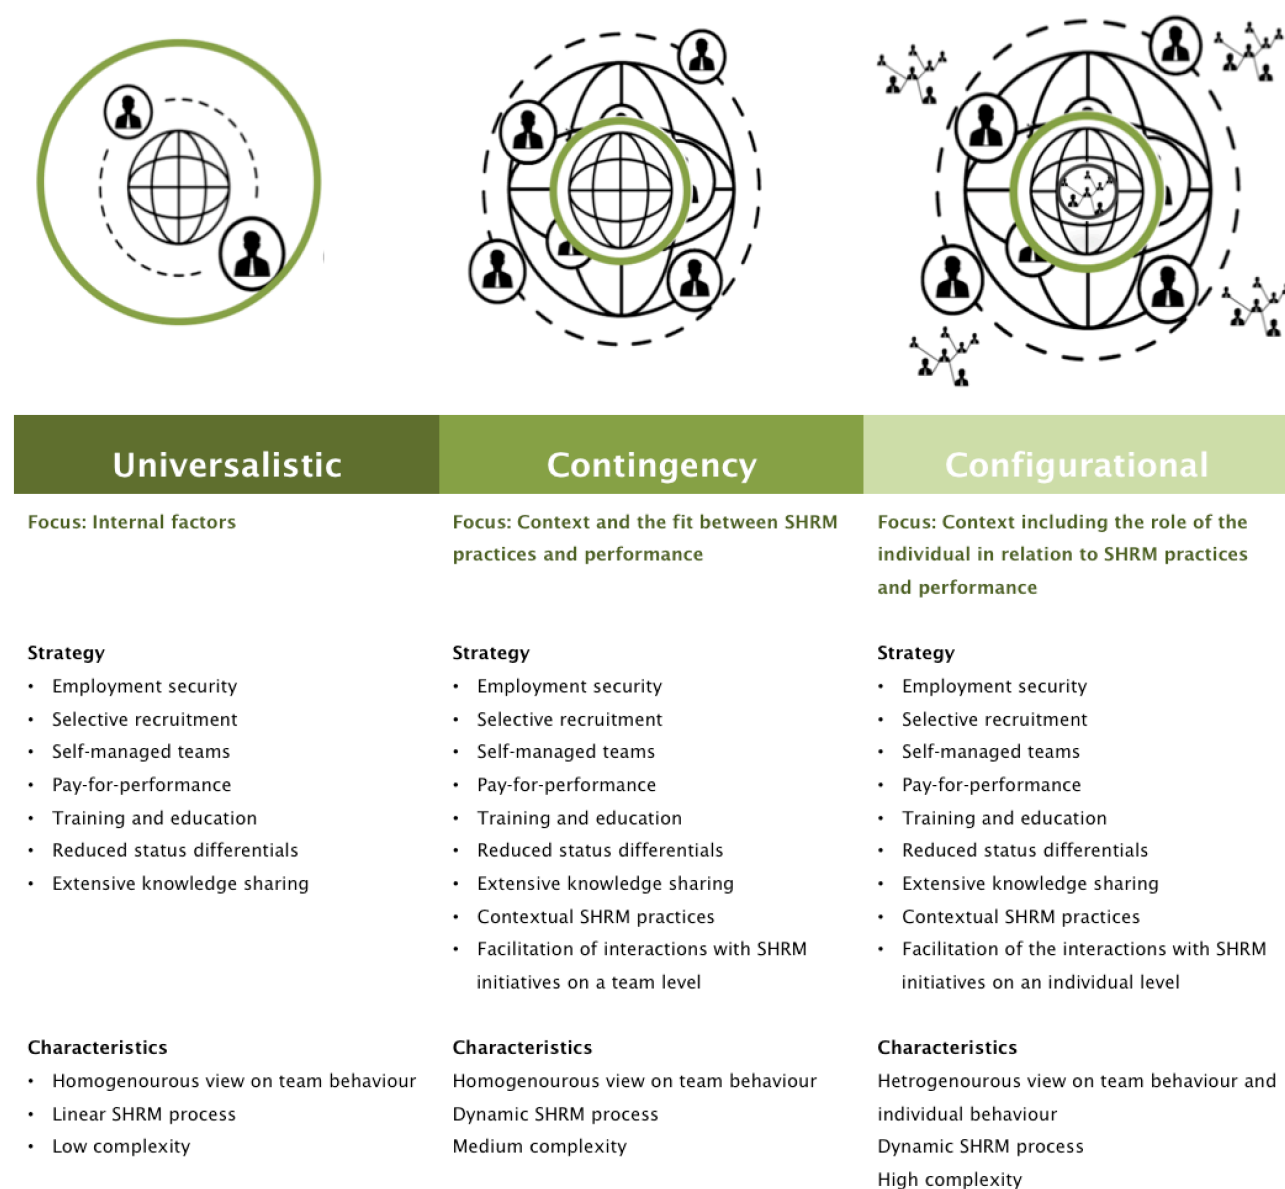 Universalistic
Focus: Internal factors
Strategy
• Employment security
• Selective recruitment
• Self-managed teams
• Pay-for-performance
• Training and education
• Reduced status differentials
• Extensive knowledge sharing
Characteristics
• Homogenourous view on team behaviour
• Linear SHRM process
• Low complexity
Contingency
Focus: Context and the fit between SHRM
practices and performance
Strategy
• Employment security
• Selective recruitment
• Self-managed teams
• Pay-for-performance
• Training and education
• Reduced status differentials
• Extensive knowledge sharing
• Contextual SHRM practices
• Facilitation of interactions with SHRM
initiatives on a team level
Characteristics
Homogenourous view on team behaviour
Dynamic SHRM process
Medium complexity
Configurational
Focus: Context including the role of the
individual in relation to SHRM practices
and performance
Strategy
• Employment security
• Selective recruitment
• Self-managed teams
• Pay-for-performance
• Training and education
• Reduced status differentials
• Extensive knowledge sharing
• Contextual SHRM practices
• Facilitation of the interactions with SHRM
initiatives on an individual level
Characteristics
Hetrogenourous view on team behaviour and
individual behaviour
Dynamic SHRM process
High complexity